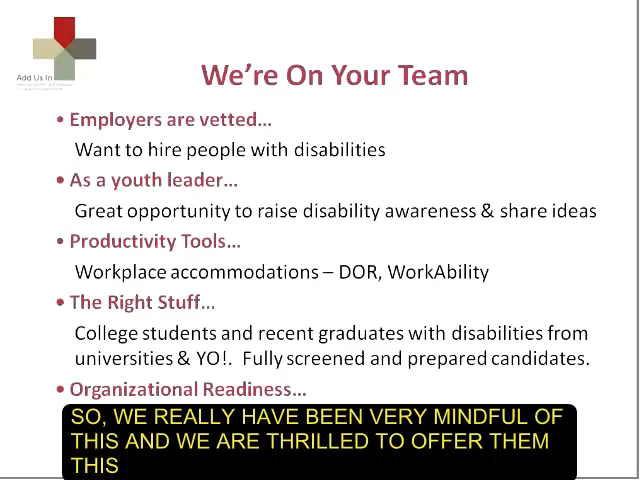 Add Us In
We're On Your Team
• Employers are vetted...
Want to hire people with disabilities
• As a youth leader...
Great opportunity to raise disability awareness & share ideas
• Productivity Tools...
Workplace accommodations – DOR, WorkAbility
• The Right Stuff...
College students and recent graduates with disabilities from
universities & YO!. Fully screened and prepared candidates.
• Organizational Readiness...
SO, WE REALLY HAVE BEEN VERY MINDFUL OF
THIS AND WE ARE THRILLED TO OFFER THEM
THIS